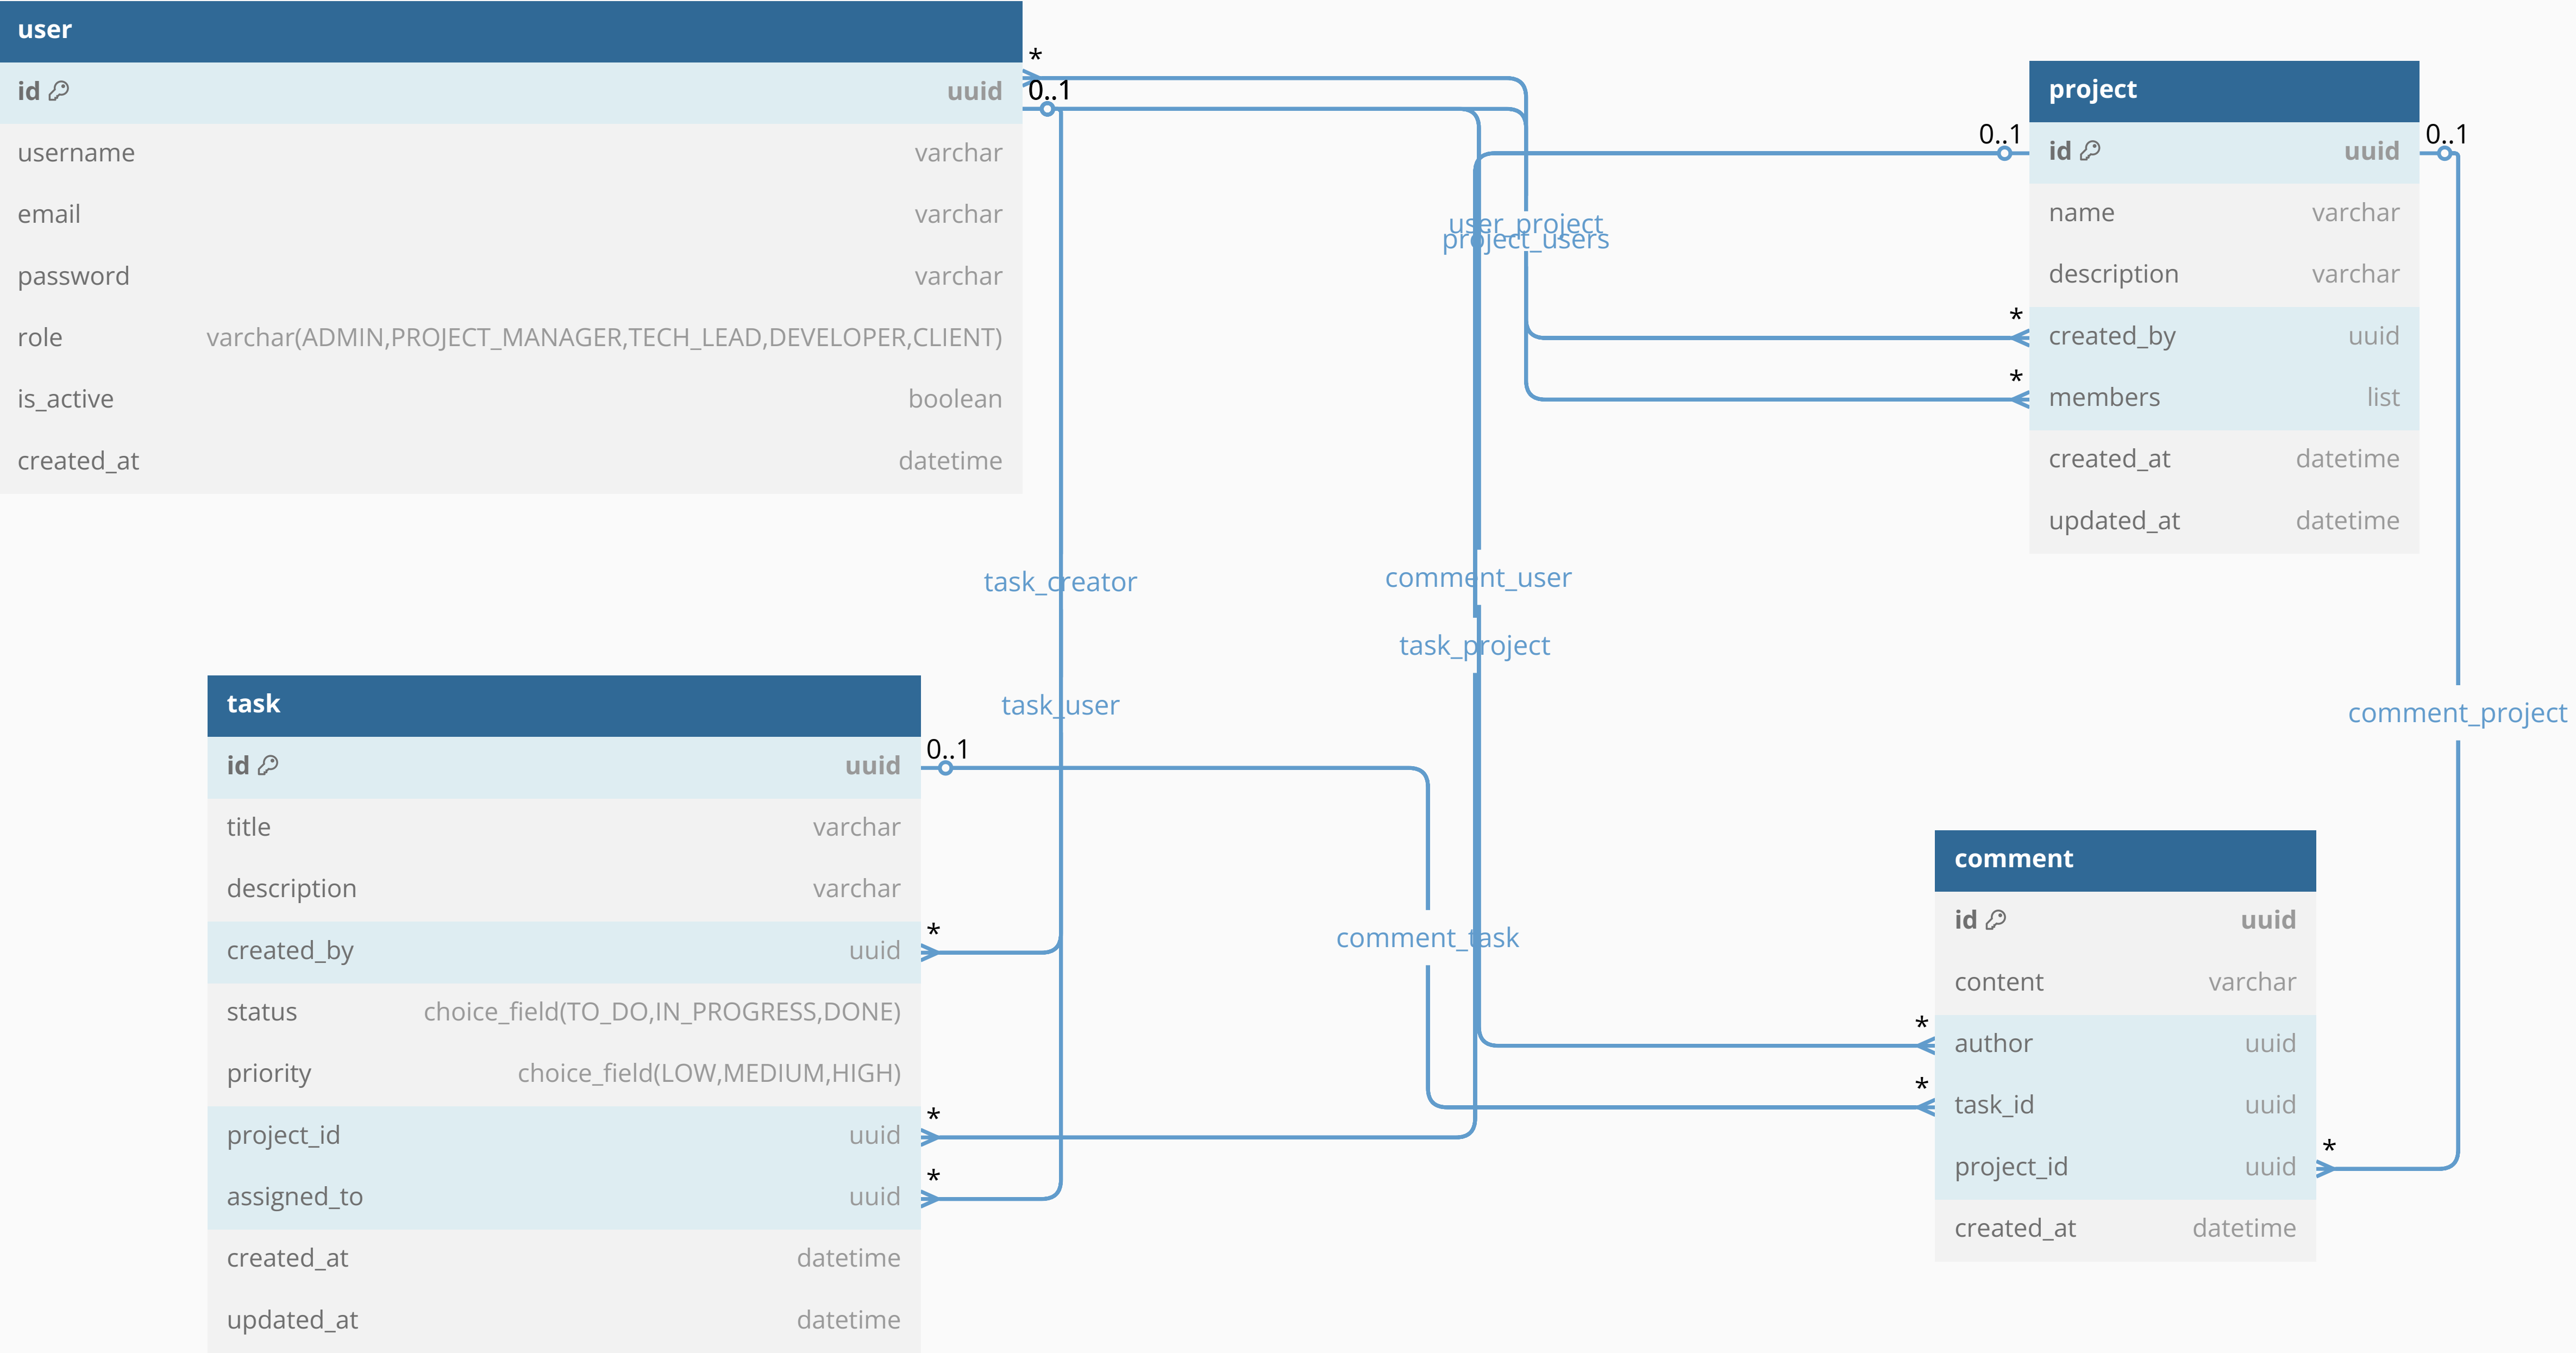 user
id uuid
username varchar
email varchar
password varchar
role varchar(ADMIN,PROJECT_MANAGER,TECH_LEAD,DEVELOPER,CLIENT)
is_active boolean
created_at datetime
*
0..1
0..1
0..1
project
id uuid
name varchar
description varchar
created_by uuid
members list
created_at datetime
updated_at datetime
*
*
user_project
project_users
task_creator
comment_user
task_project
task_user
comment_project
task
id uuid
title varchar
description varchar
created_by uuid
status choice_field(TO_DO,IN_PROGRESS,DONE)
priority choice_field(LOW,MEDIUM,HIGH)
project_id uuid
assigned_to uuid
created_at datetime
updated_at datetime
0..1
*
*
*
comment_task
comment
id uuid
content varchar
author uuid
task_id uuid
project_id uuid
created_at datetime
*
*
*